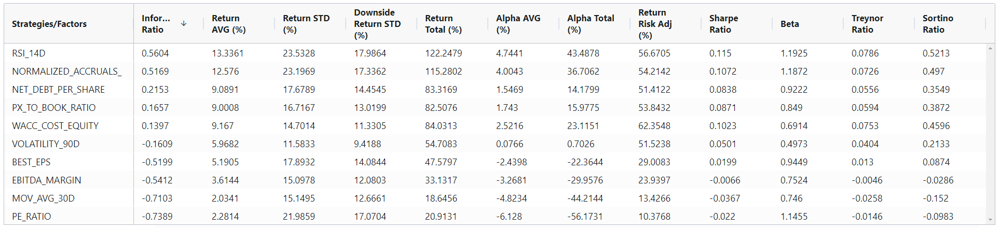 Strategies/Factors Infor... Ratio ↓ Return AVG (%) Return STD (%) Downside Return STD (%) Return Total (%) Alpha AVG (%) Alpha Total (%) Return Risk Adj (%) Sharpe Ratio Beta Treynor Ratio Sortino Ratio
RSI_14D 0.5604 13.3361 23.5328 17.9864 122.2479 4.7441 43.4878 56.6705 0.115 1.1925 0.0786 0.5213
NORMALIZED_ACCRUALS_ 0.5169 12.576 23.1969 17.3362 115.2802 4.0043 36.7062 54.2142 0.1072 1.1872 0.0726 0.497
NET_DEBT_PER_SHARE 0.2153 9.0891 17.6789 14.4545 83.3169 1.5469 14.1799 51.4122 0.0838 0.9222 0.0556 0.3549
PX_TO_BOOK_RATIO 0.1657 9.0008 16.7167 13.0199 82.5076 1.743 15.9775 53.8432 0.0871 0.849 0.0594 0.3872
WACC_COST_EQUITY 0.1397 9.167 14.7014 11.3305 84.0313 2.5216 23.1151 62.3548 0.1023 0.6914 0.0753 0.4596
VOLATILITY_90D -0.1609 5.9682 11.5833 9.4188 54.7083 0.0766 0.7026 51.5238 0.0501 0.4973 0.0404 0.2133
BEST_EPS -0.5199 5.1905 17.8932 14.0844 47.5797 -2.4398 -22.3644 29.0083 0.0199 0.9449 0.013 0.0874
EBITDA_MARGIN -0.5412 3.6144 15.0978 12.0803 33.1317 -3.2681 -29.9576 23.9397 -0.0066 0.7524 -0.0046 -0.0286
MOV_AVG_30D -0.7103 2.0341 15.1495 12.6661 18.6456 -4.8234 -44.2144 13.4266 -0.0367 0.746 -0.0258 -0.152
PE_RATIO -0.7389 2.2814 21.9859 17.0704 20.9131 -6.128 -56.1731 10.3768 -0.022 1.1455 -0.0146 -0.0983